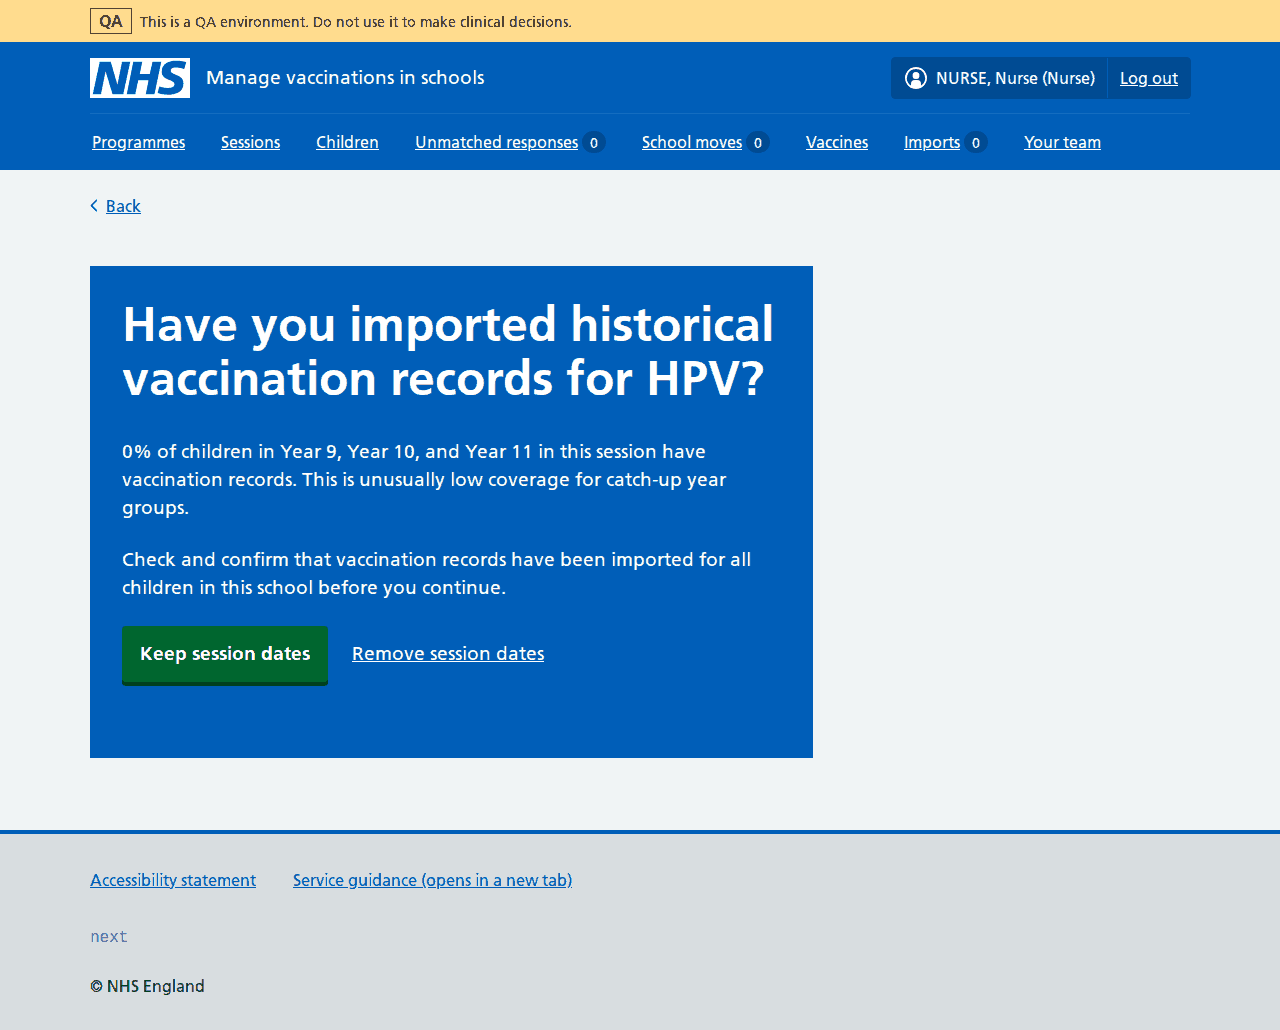 QA This is a QA environment. Do not use it to make clinical decisions.
NHS Manage vaccinations in schools NURSE, Nurse (Nurse) Log out
Programmes Sessions Children Unmatched responses 0 School moves 0 Vaccines Imports 0 Your team
Back
Have you imported historical
vaccination records for HPV?
0% of children in Year 9, Year 10, and Year 11 in this session have
vaccination records. This is unusually low coverage for catch-up year
groups.
Check and confirm that vaccination records have been imported for all
children in this school before you continue.
Keep session dates Remove session dates
Accessibility statement Service guidance (opens in a new tab)
next
© NHS England